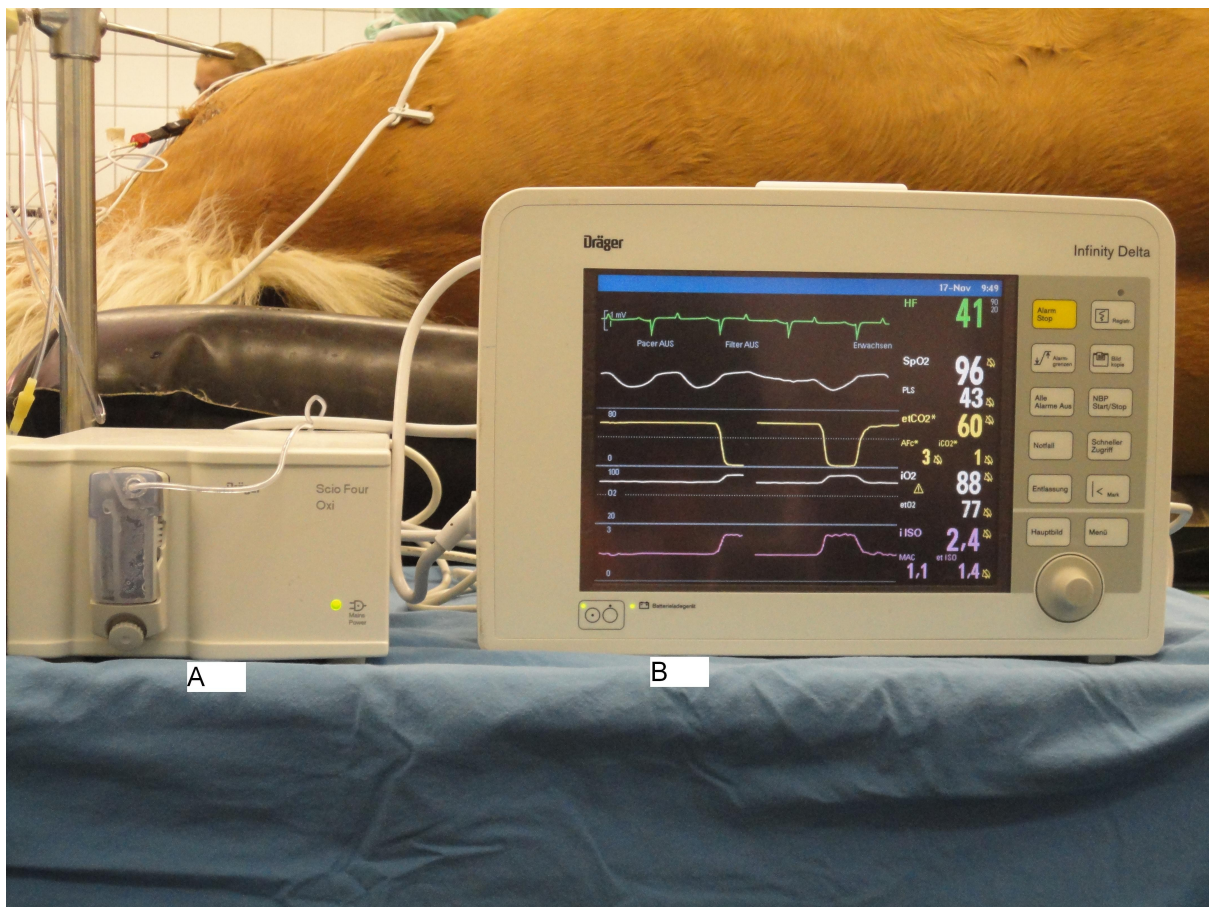 Dräger
Infinity Delta
17-Nov 9:49
HF 41 90
20
1 mV
Pacer AUS Filter AUS Erwachsen
SpO2 96
PLS 43
80
etCO2* 60
AFc* iCO2*
0 3 1
100 iO2 88
O2
etO2 77
20
3 i ISO 2,4
MAC et ISO
0 1,1 1,4
Alarm
Stop
Registr.
Alarm-
grenzen
Bild
kopie
Alle
Alarme Aus
NBP
Start/Stop
Notfall
Schneller
Zugriff
Entlassung
Mark
Hauptbild
Menü
Batterieladegerät
Scio Four
Oxi
Mains
Power
A
B